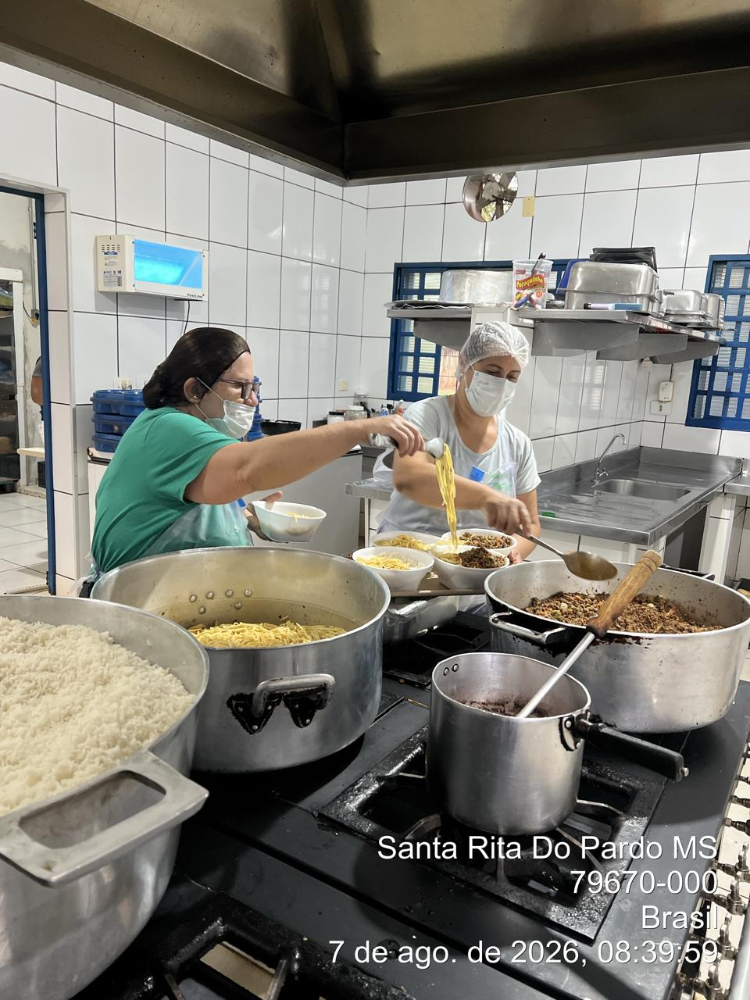 Paçoquinha
Santa Rita Do Pardo MS
79670-000
Brasil
7 de ago. de 2026, 08:39:59